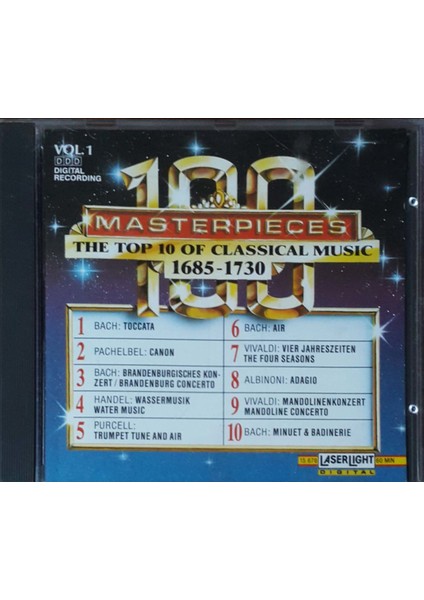 VOL.1
DDD
DIGITAL
RECORDING
100
MASTERPIECES
THE TOP 10 OF CLASSICAL MUSIC
1685-1730
100
1 BACH: TOCCATA
2 PACHELBEL: CANON
3 BACH: BRANDENBURGISCHES KON-
ZERT / BRANDENBURG CONCERTO
4 HANDEL: WASSERMUSIK
WATER MUSIC
5 PURCELL:
TRUMPET TUNE AND AIR
6 BACH: AIR
7 VIVALDI: VIER JAHRESZEITEN
THE FOUR SEASONS
8 ALBINONI: ADAGIO
9 VIVALDI: MANDOLINENKONZERT
MANDOLINE CONCERTO
10 BACH: MINUET & BADINERIE
LASERLIGHT
DIGITAL
60 MIN